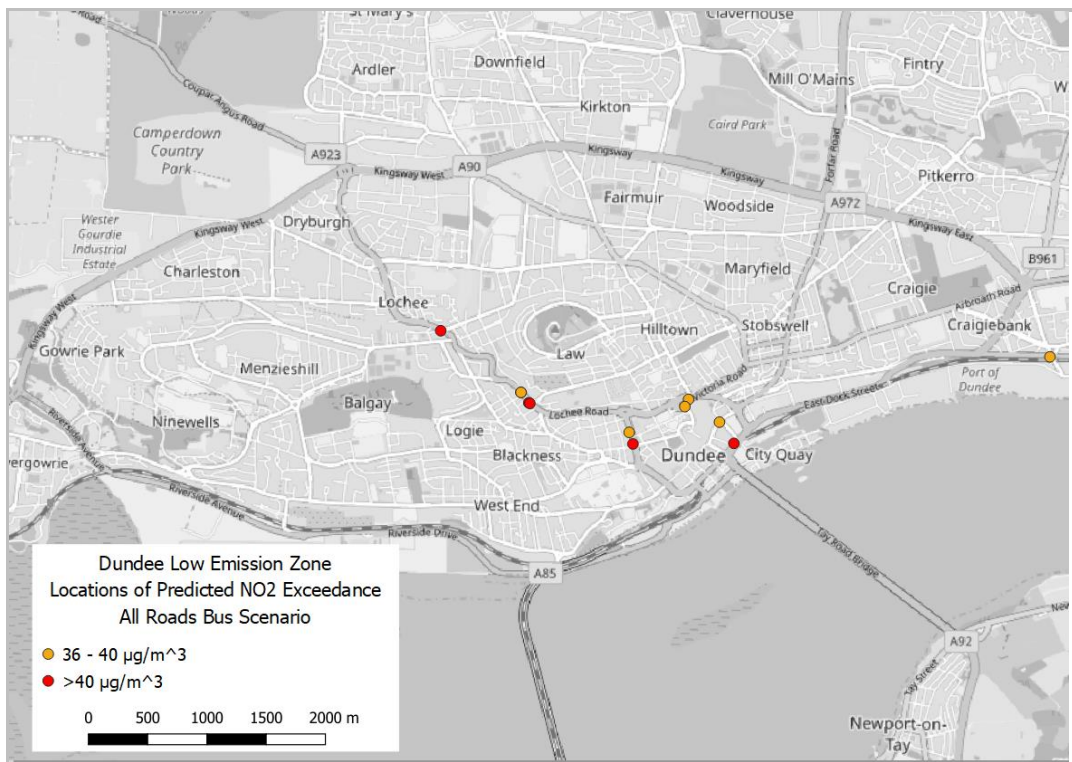 St Mary's
Claverhouse
Downfield
Ardler
Mill O'Mains
Fintry
Coupar Angus Road
Kirkton
Caird Park
Forfar Road
Camperdown
Country
Park
A923
Kingsway West
A90
Kingsway
Kingsway
Pitkerro
Fairmuir
Woodside
A972
Dryburgh
Wester
Gourdie
Industrial
Estate
Kingsway West
Kingsway East
B961
Charleston
Maryfield
Craigie
Arbroath Road
Lochee
Kingsway West
Hilltown
Stobswell
Craigiebank
Gowrie Park
Law
Menzieshill
Port of
Dundee
Balgay
Victoria Road
East Dock Street
Ninewells
Lochee Road
Logie
Blackness
Dundee
City Quay
Riverside Avenue
vergowrie
Riverside Avenue
West End
Riverside Drive
Tay Road Bridge
A85
Dundee Low Emission Zone
Locations of Predicted NO2 Exceedance
All Roads Bus Scenario
36 - 40 µg/m^3
>40 µg/m^3
0 500 1000 1500 2000 m
A92
New
Tay Street
Newport-on-
Tay